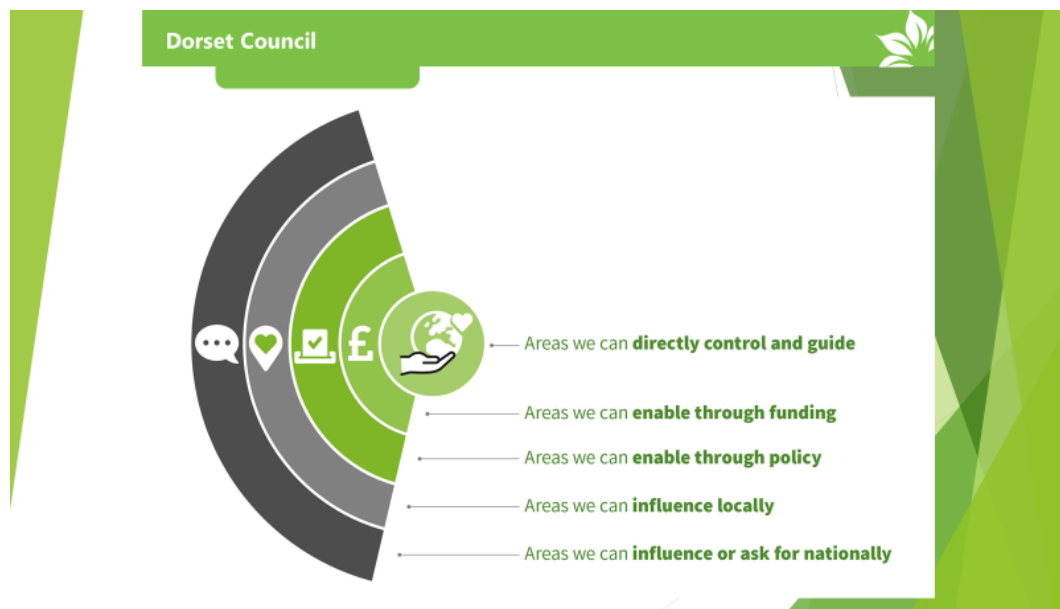 Dorset Council
£
Areas we can directly control and guide
Areas we can enable through funding
Areas we can enable through policy
Areas we can influence locally
Areas we can influence or ask for nationally